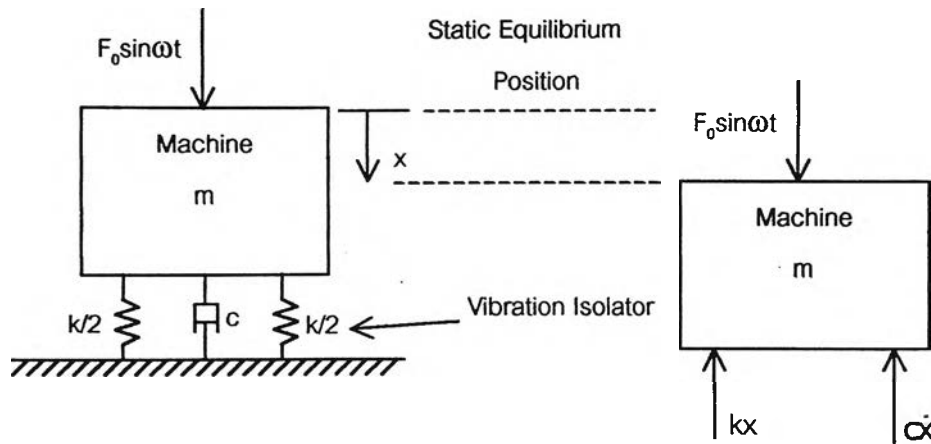 F₀sinωt
Static Equilibrium
Position
Machine
m
x
k/2
c
k/2
Vibration Isolator
F₀sinωt
Machine
m
kx
cẋ